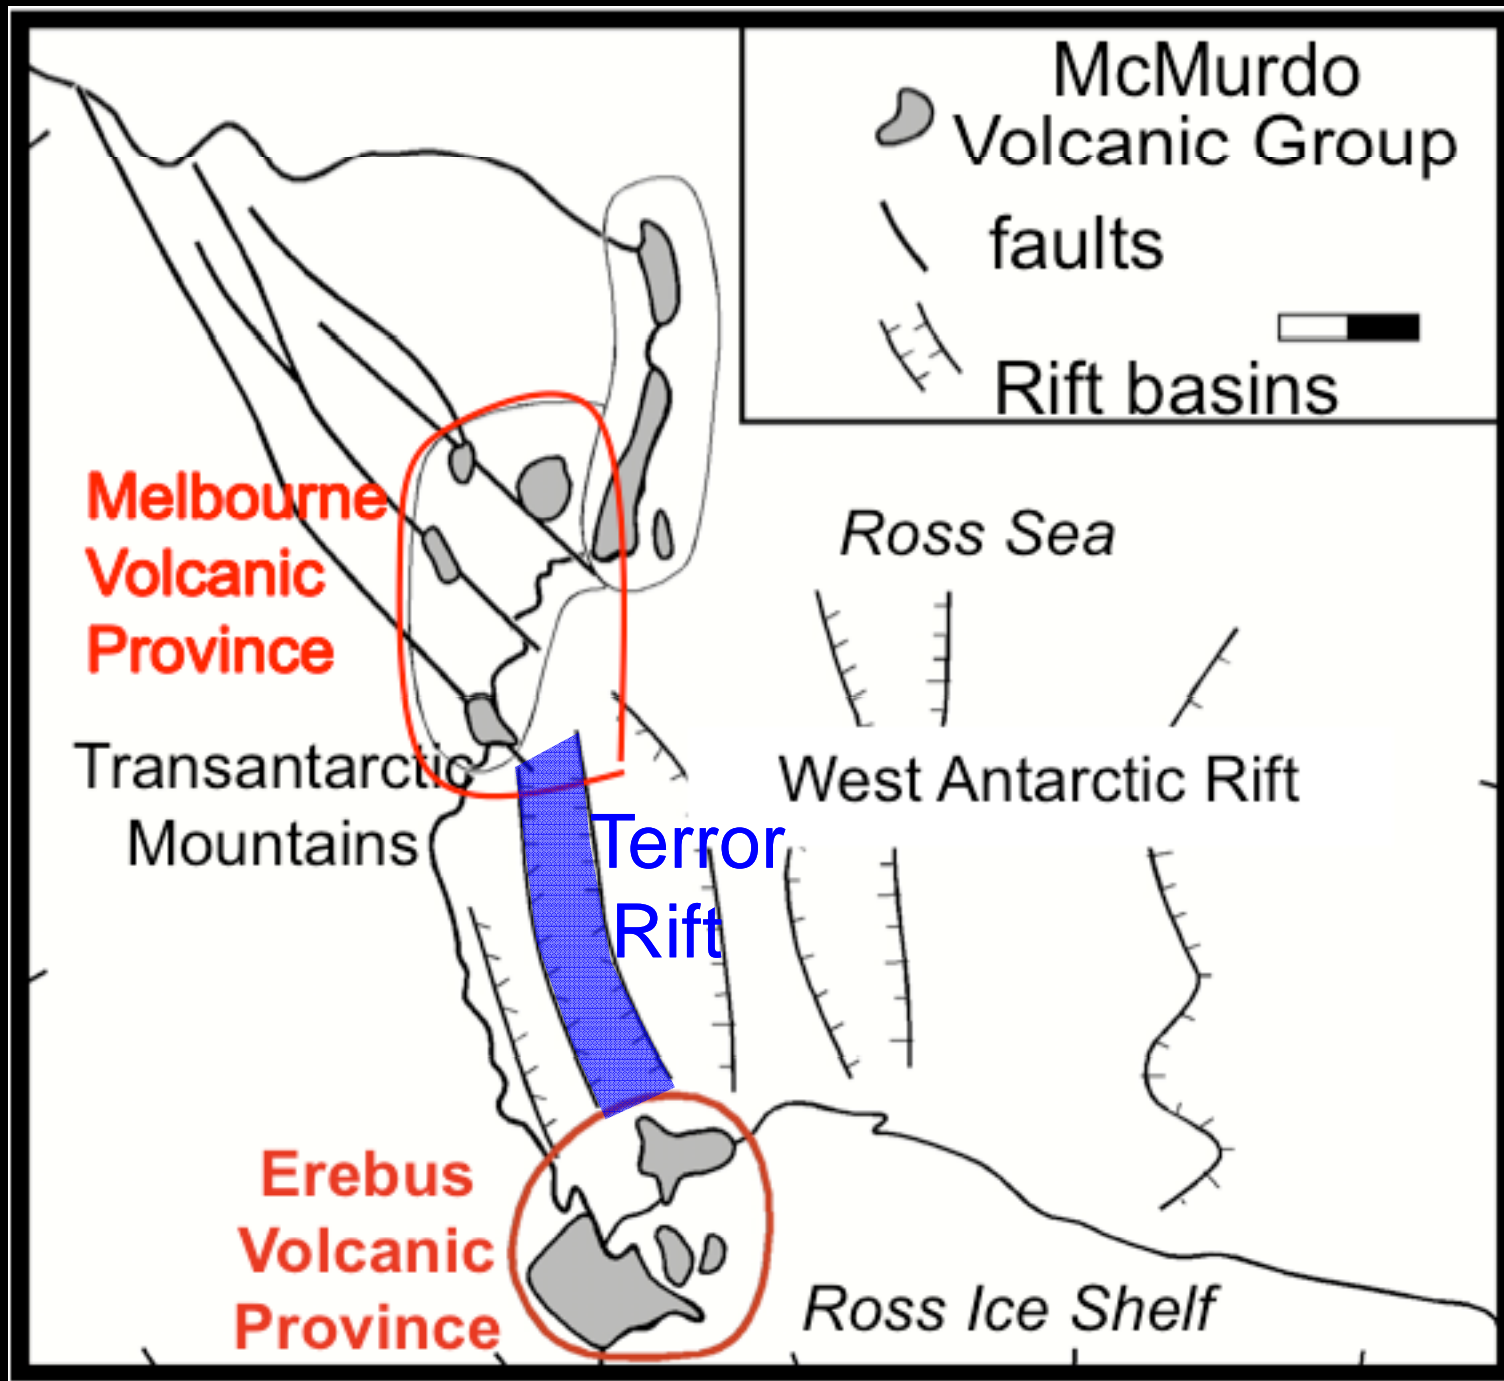 McMurdo
Volcanic Group
faults
Rift basins
Melbourne
Volcanic
Province
Ross Sea
Transantarctic
Mountains
West Antarctic Rift
Terror
Rift
Erebus
Volcanic
Province
Ross Ice Shelf